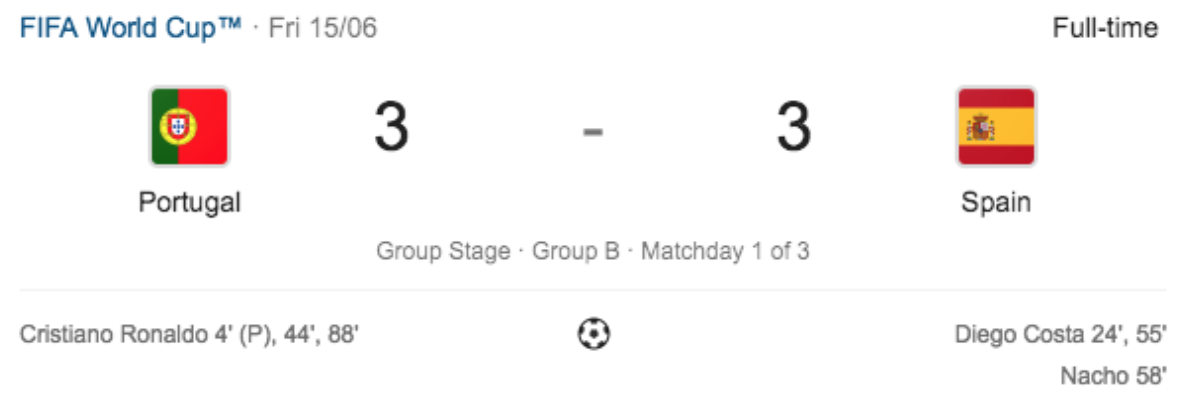 FIFA World Cup™ · Fri 15/06 Full-time
3 - 3
Portugal Spain
Group Stage · Group B · Matchday 1 of 3
Cristiano Ronaldo 4' (P), 44', 88' Diego Costa 24', 55'
Nacho 58'